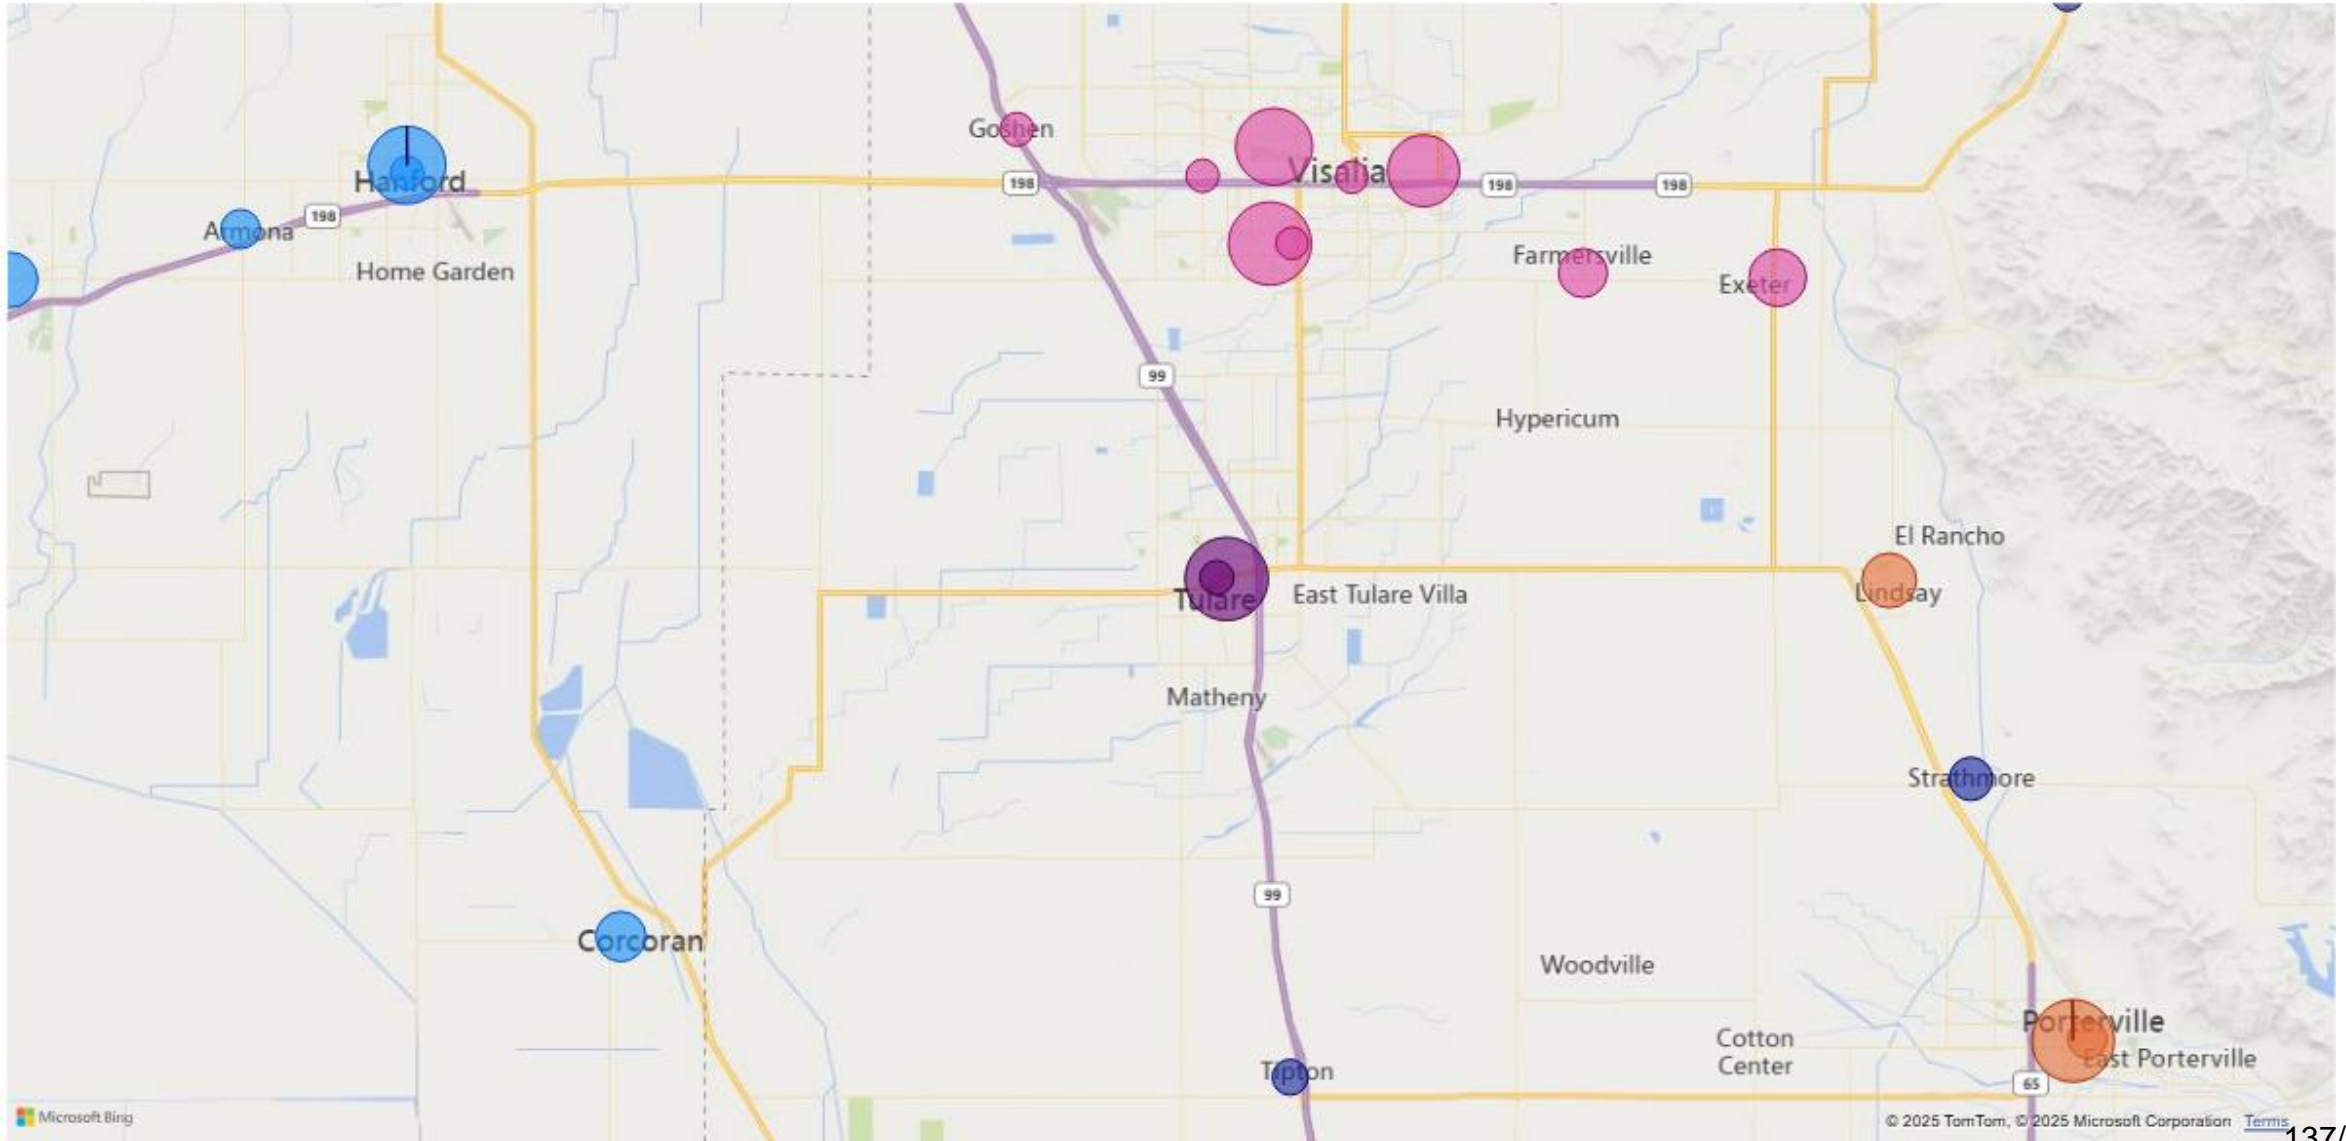 Goshen
Visalia
Hanford
198
198
198
198
Armona
Home Garden
Farmersville
Exeter
99
Hypericum
El Rancho
Tulare
East Tulare Villa
Lindsay
Matheny
Strathmore
99
Corcoran
Woodville
Porterville
Cotton
Center
East Porterville
Tipton
65
Microsoft Bing
© 2025 TomTom, © 2025 Microsoft Corporation Terms
137/